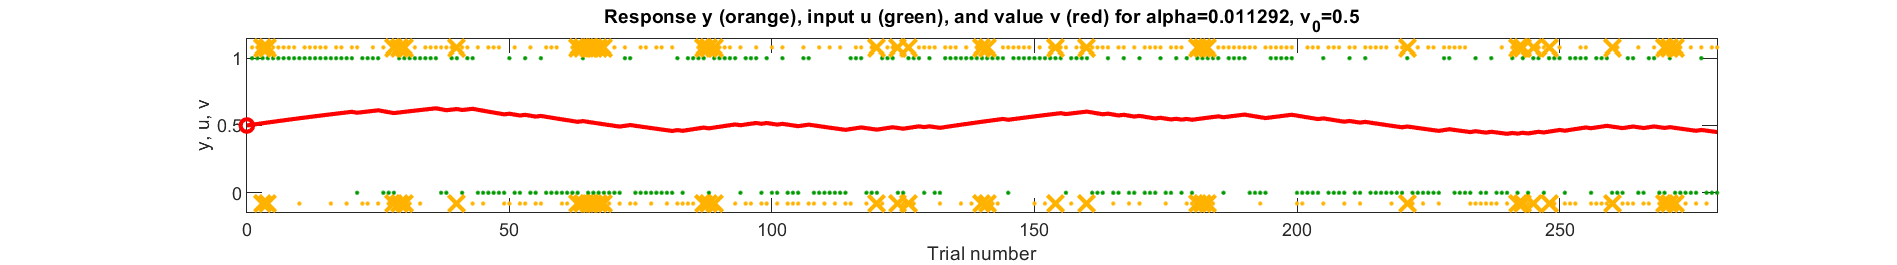 Response y (orange), input u (green), and value v (red) for alpha=0.011292, v0=0.5
y, u, v
1
0.5
0
0 50 100 150 200 250
Trial number